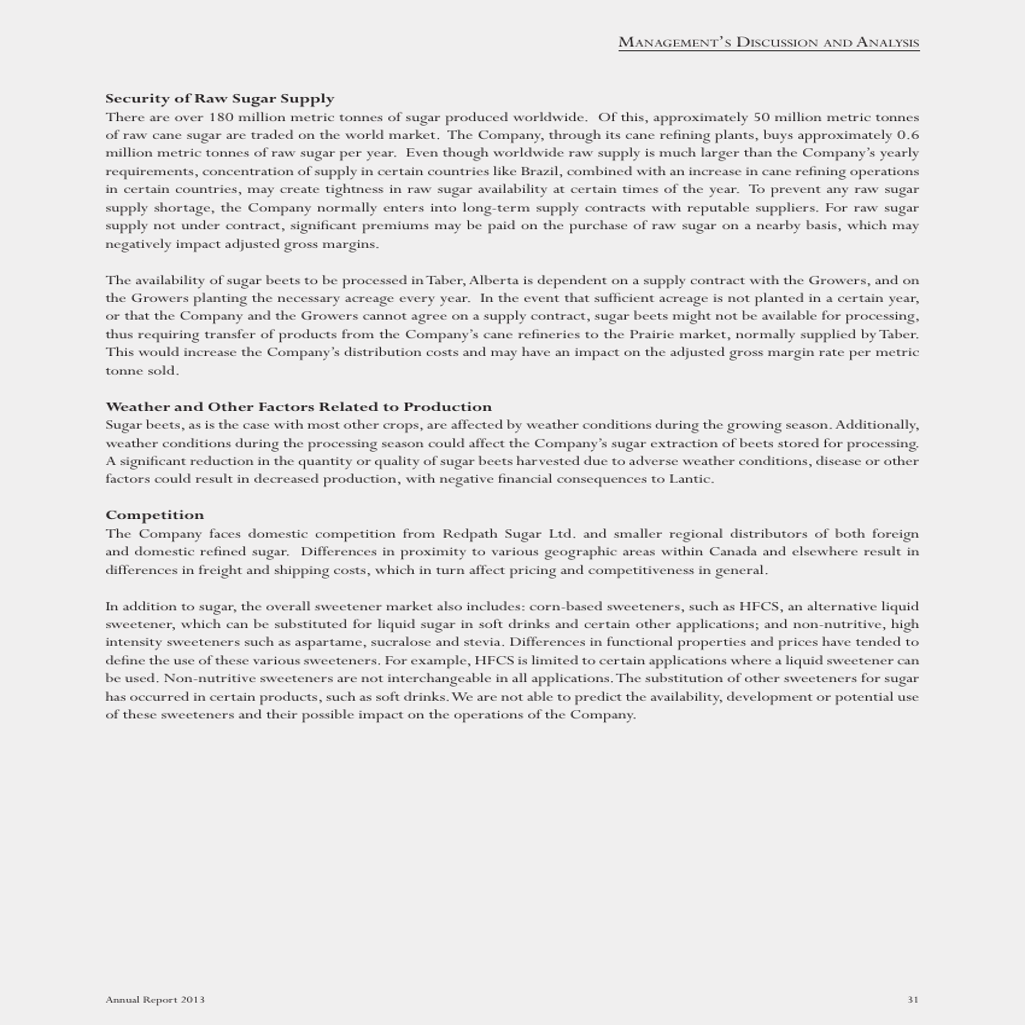 Management's Discussion and Analysis
Security of Raw Sugar Supply
There are over 180 million metric tonnes of sugar produced worldwide. Of this, approximately 50 million metric tonnes
of raw cane sugar are traded on the world market. The Company, through its cane refining plants, buys approximately 0.6
million metric tonnes of raw sugar per year. Even though worldwide raw supply is much larger than the Company's yearly
requirements, concentration of supply in certain countries like Brazil, combined with an increase in cane refining operations
in certain countries, may create tightness in raw sugar availability at certain times of the year. To prevent any raw sugar
supply shortage, the Company normally enters into long-term supply contracts with reputable suppliers. For raw sugar
supply not under contract, significant premiums may be paid on the purchase of raw sugar on a nearby basis, which may
negatively impact adjusted gross margins.
The availability of sugar beets to be processed in Taber, Alberta is dependent on a supply contract with the Growers, and on
the Growers planting the necessary acreage every year. In the event that sufficient acreage is not planted in a certain year,
or that the Company and the Growers cannot agree on a supply contract, sugar beets might not be available for processing,
thus requiring transfer of products from the Company's cane refineries to the Prairie market, normally supplied by Taber.
This would increase the Company's distribution costs and may have an impact on the adjusted gross margin rate per metric
tonne sold.
Weather and Other Factors Related to Production
Sugar beets, as is the case with most other crops, are affected by weather conditions during the growing season. Additionally,
weather conditions during the processing season could affect the Company's sugar extraction of beets stored for processing.
A significant reduction in the quantity or quality of sugar beets harvested due to adverse weather conditions, disease or other
factors could result in decreased production, with negative financial consequences to Lantic.
Competition
The Company faces domestic competition from Redpath Sugar Ltd. and smaller regional distributors of both foreign
and domestic refined sugar. Differences in proximity to various geographic areas within Canada and elsewhere result in
differences in freight and shipping costs, which in turn affect pricing and competitiveness in general.
In addition to sugar, the overall sweetener market also includes: corn-based sweeteners, such as HFCS, an alternative liquid
sweetener, which can be substituted for liquid sugar in soft drinks and certain other applications; and non-nutritive, high
intensity sweeteners such as aspartame, sucralose and stevia. Differences in functional properties and prices have tended to
define the use of these various sweeteners. For example, HFCS is limited to certain applications where a liquid sweetener can
be used. Non-nutritive sweeteners are not interchangeable in all applications. The substitution of other sweeteners for sugar
has occurred in certain products, such as soft drinks. We are not able to predict the availability, development or potential use
of these sweeteners and their possible impact on the operations of the Company.
Annual Report 2013
31